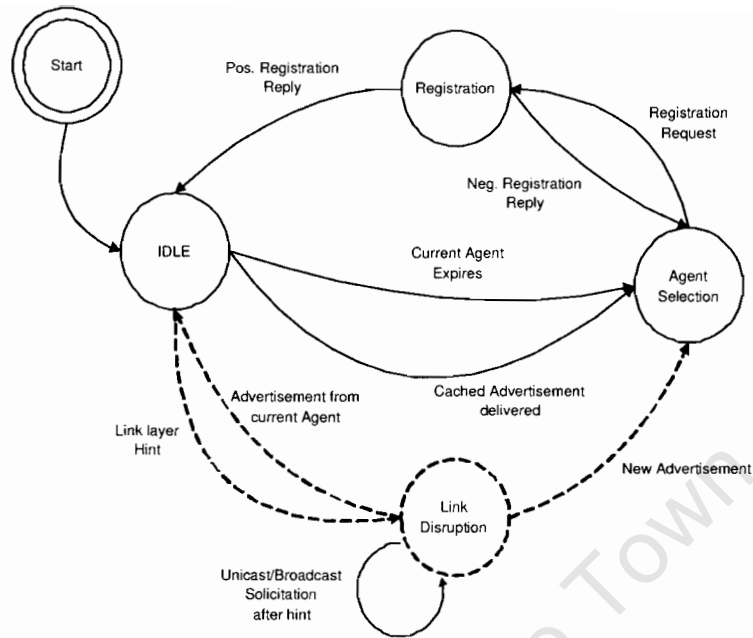 Start
Pos. Registration
Reply
Registration
Registration
Request
Neg. Registration
Reply
IDLE
Current Agent
Expires
Agent
Selection
Advertisement from
current Agent
Cached Advertisement
delivered
Link layer
Hint
New Advertisement
Link
Disruption
Unicast/Broadcast
Solicitation
after hint
Town